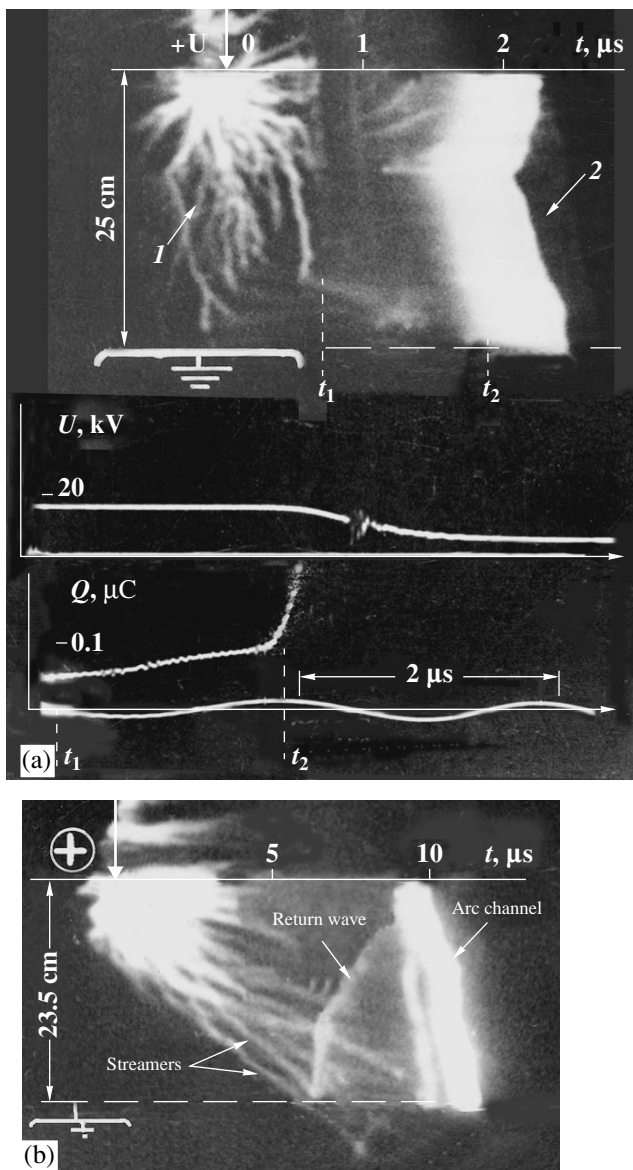 +U 0 1 2 t, μs
25 cm
1
2
t1 t2
U, kV
20
Q, μC
0.1
2 μs
(a)
t1 t2
+ 5 10 t, μs
Return wave
Arc channel
23.5 cm
Streamers
(b)